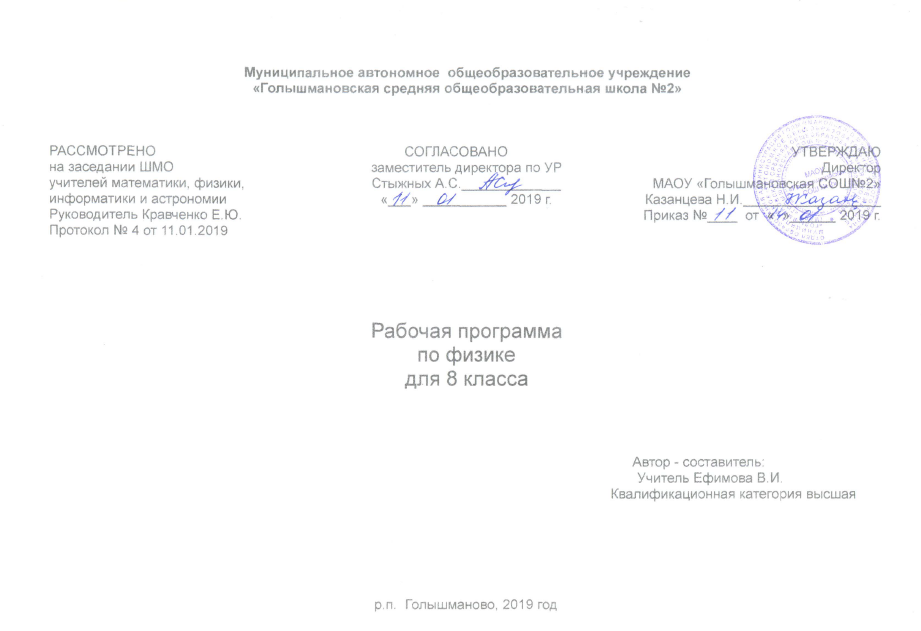 Муниципальное автономное общеобразовательное учреждение
«Голышмановская средняя общеобразовательная школа №2»
РАССМОТРЕНО
на заседании ШМО
учителей математики, физики,
информатики и астрономии
Руководитель Кравченко Е.Ю.
Протокол № 4 от 11.01.2019
СОГЛАСОВАНО
заместитель директора по УР
Стыжных А.С.
«11» 01 2019 г.
УТВЕРЖДАЮ
Директор
МАОУ «Голышмановская СОШ№2»
Казанцева Н.И.
Приказ № 11 от 01 2019 г.
Рабочая программа
по физике
для 8 класса
Автор - составитель:
Учитель Ефимова В.И.
Квалификационная категория высшая
р.п. Голышманово, 2019 год